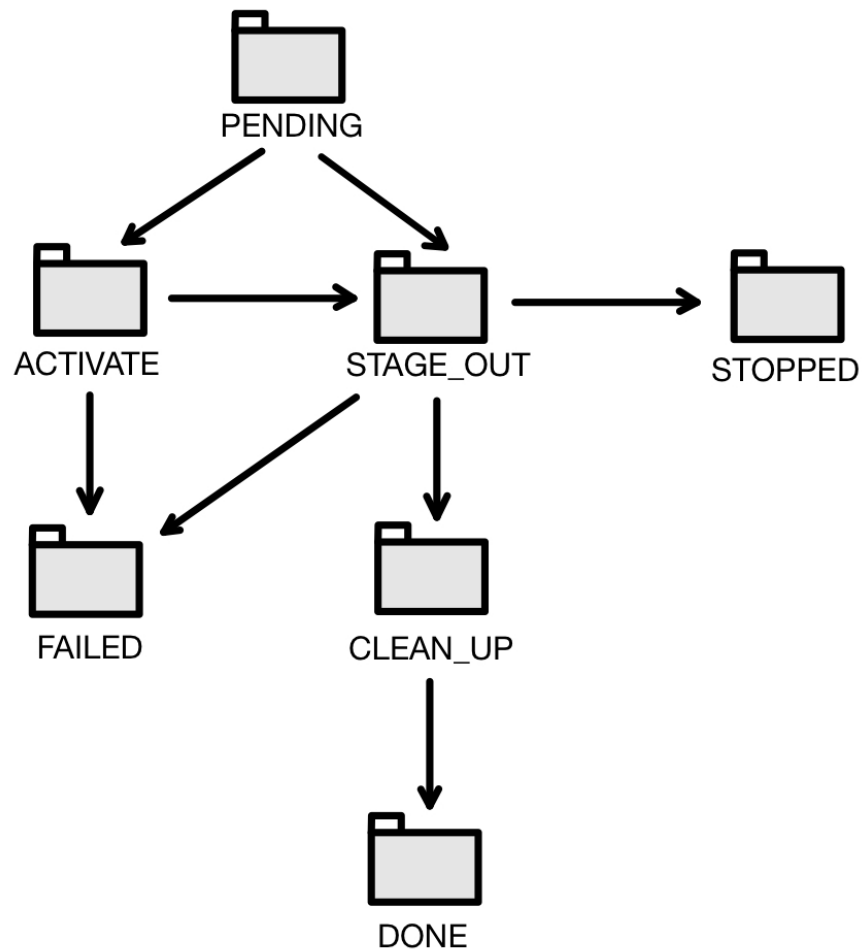 PENDING
ACTIVATE
STAGE_OUT
STOPPED
FAILED
CLEAN_UP
DONE